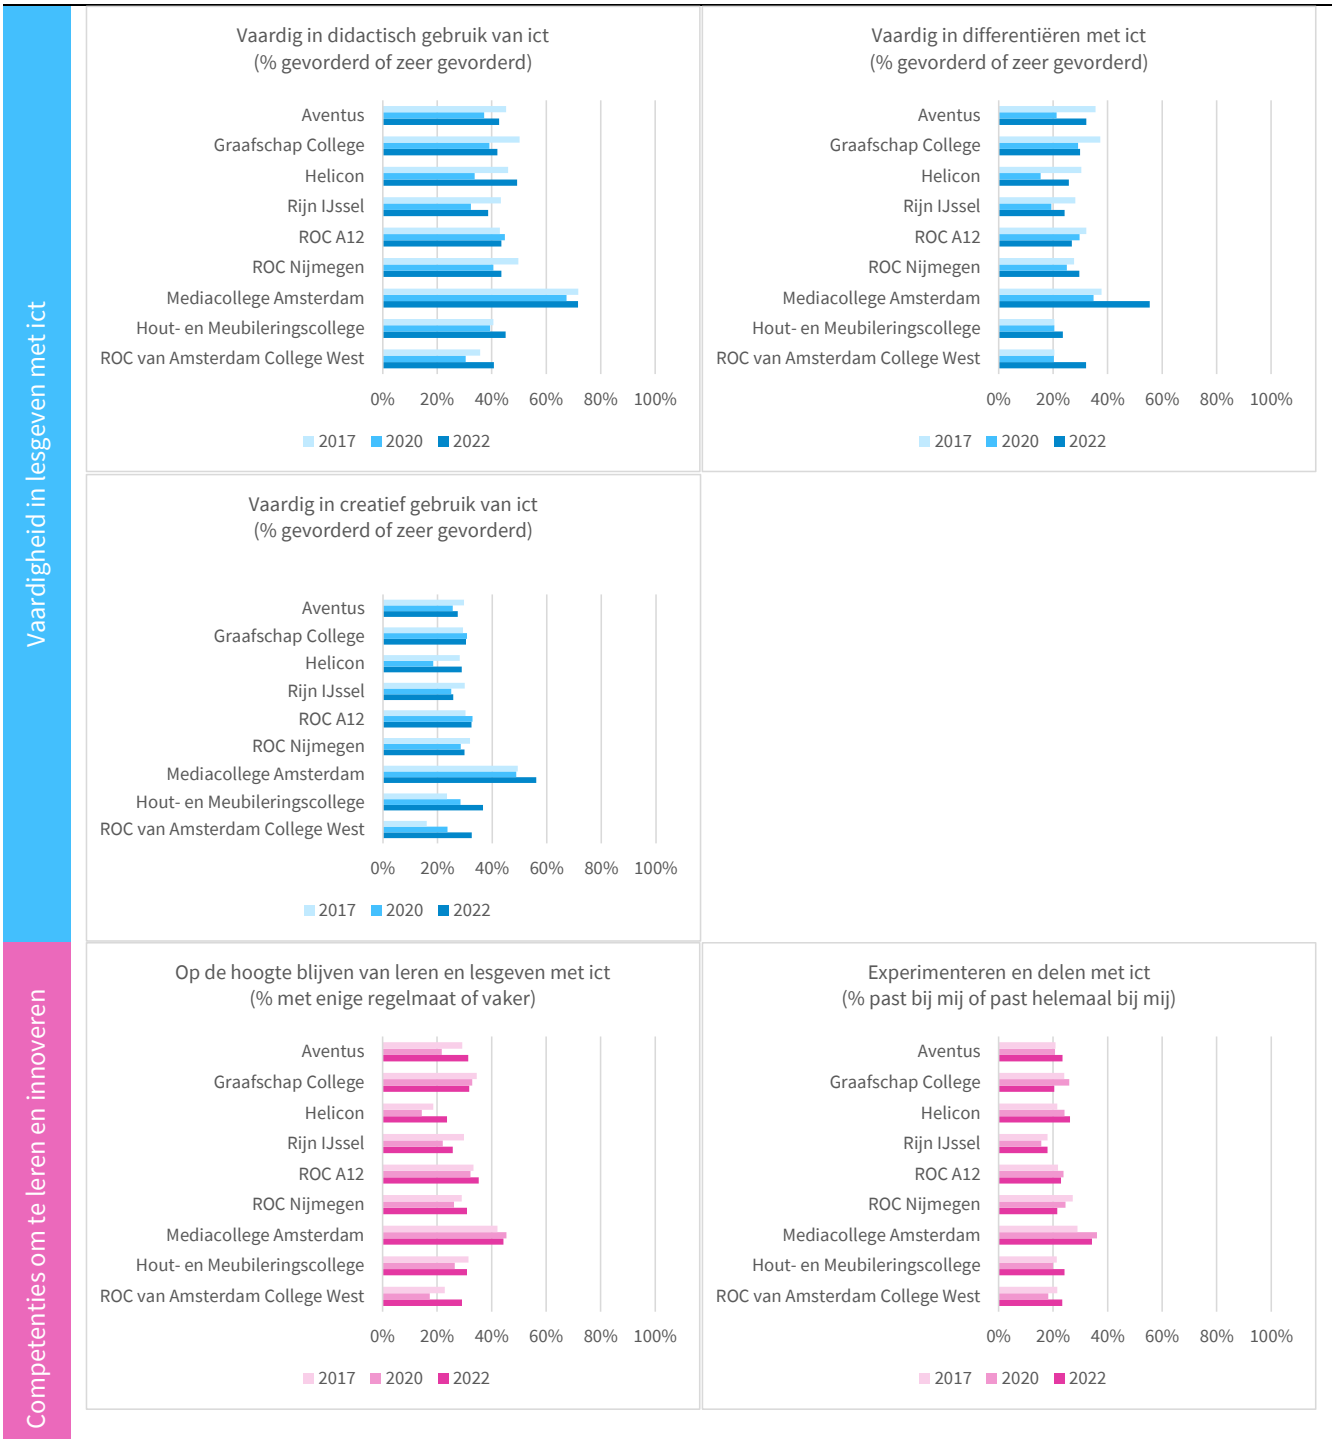 Vaardigheid in lesgeven met ict
Vaardig in didactisch gebruik van ict
(% gevorderd of zeer gevorderd)
Aventus
Graafschap College
Helicon
Rijn IJssel
ROC A12
ROC Nijmegen
Mediacollege Amsterdam
Hout- en Meubileringscollege
ROC van Amsterdam College West
0% 20% 40% 60% 80% 100%
2017 2020 2022
Vaardig in differentiëren met ict
(% gevorderd of zeer gevorderd)
Aventus
Graafschap College
Helicon
Rijn IJssel
ROC A12
ROC Nijmegen
Mediacollege Amsterdam
Hout- en Meubileringscollege
ROC van Amsterdam College West
0% 20% 40% 60% 80% 100%
2017 2020 2022
Vaardig in creatief gebruik van ict
(% gevorderd of zeer gevorderd)
Aventus
Graafschap College
Helicon
Rijn IJssel
ROC A12
ROC Nijmegen
Mediacollege Amsterdam
Hout- en Meubileringscollege
ROC van Amsterdam College West
0% 20% 40% 60% 80% 100%
2017 2020 2022
Competenties om te leren en innoveren
Op de hoogte blijven van leren en lesgeven met ict
(% met enige regelmaat of vaker)
Aventus
Graafschap College
Helicon
Rijn IJssel
ROC A12
ROC Nijmegen
Mediacollege Amsterdam
Hout- en Meubileringscollege
ROC van Amsterdam College West
0% 20% 40% 60% 80% 100%
2017 2020 2022
Experimenteren en delen met ict
(% past bij mij of past helemaal bij mij)
Aventus
Graafschap College
Helicon
Rijn IJssel
ROC A12
ROC Nijmegen
Mediacollege Amsterdam
Hout- en Meubileringscollege
ROC van Amsterdam College West
0% 20% 40% 60% 80% 100%
2017 2020 2022